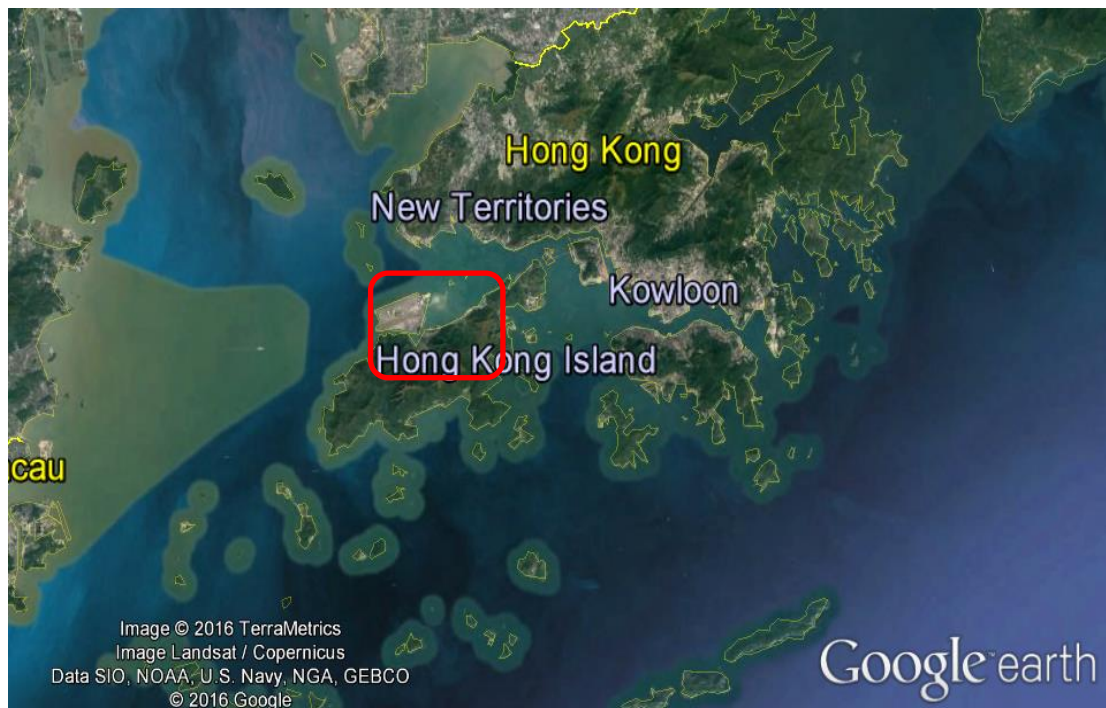 Hong Kong
New Territories
Kowloon
Hong Kong Island
cau
Image © 2016 TerraMetrics
Image Landsat / Copernicus
Data SIO, NOAA, U.S. Navy, NGA, GEBCO
© 2016 Google
Google earth